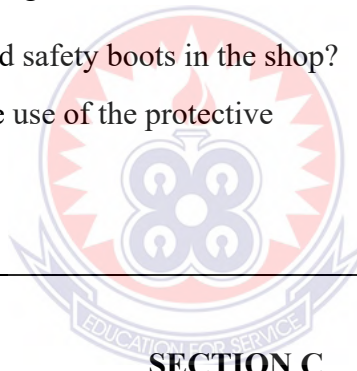 d safety boots in the shop?
e use of the protective
EDUCATION FOR SERVICE
SECTION C